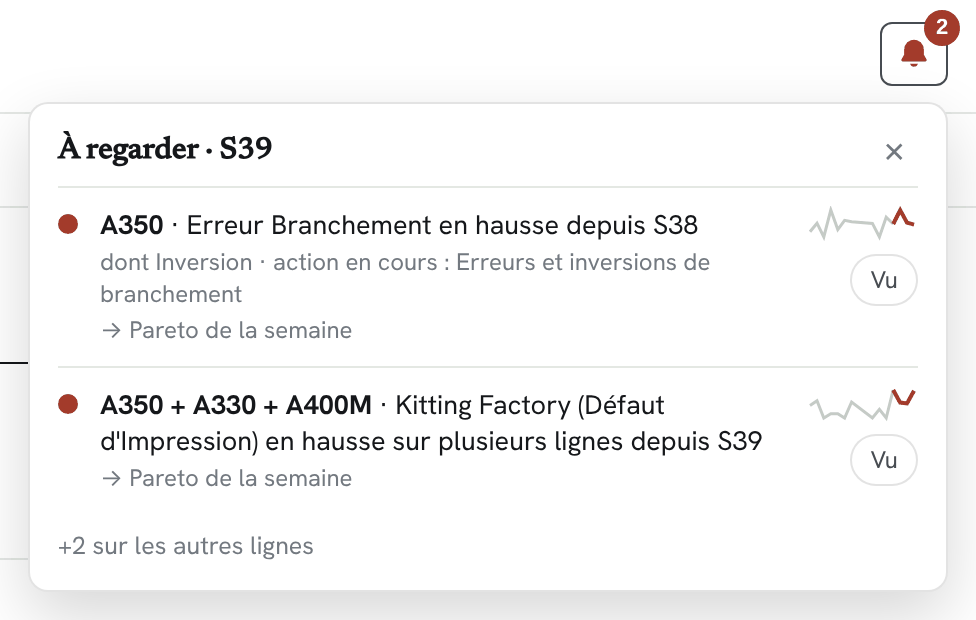 2
À regarder · S39
×
A350 · Erreur Branchement en hausse depuis S38
dont Inversion · action en cours : Erreurs et inversions de
branchement
Vu
→ Pareto de la semaine
A350 + A330 + A400M · Kitting Factory (Défaut
d'Impression) en hausse sur plusieurs lignes depuis S39
Vu
→ Pareto de la semaine
+2 sur les autres lignes